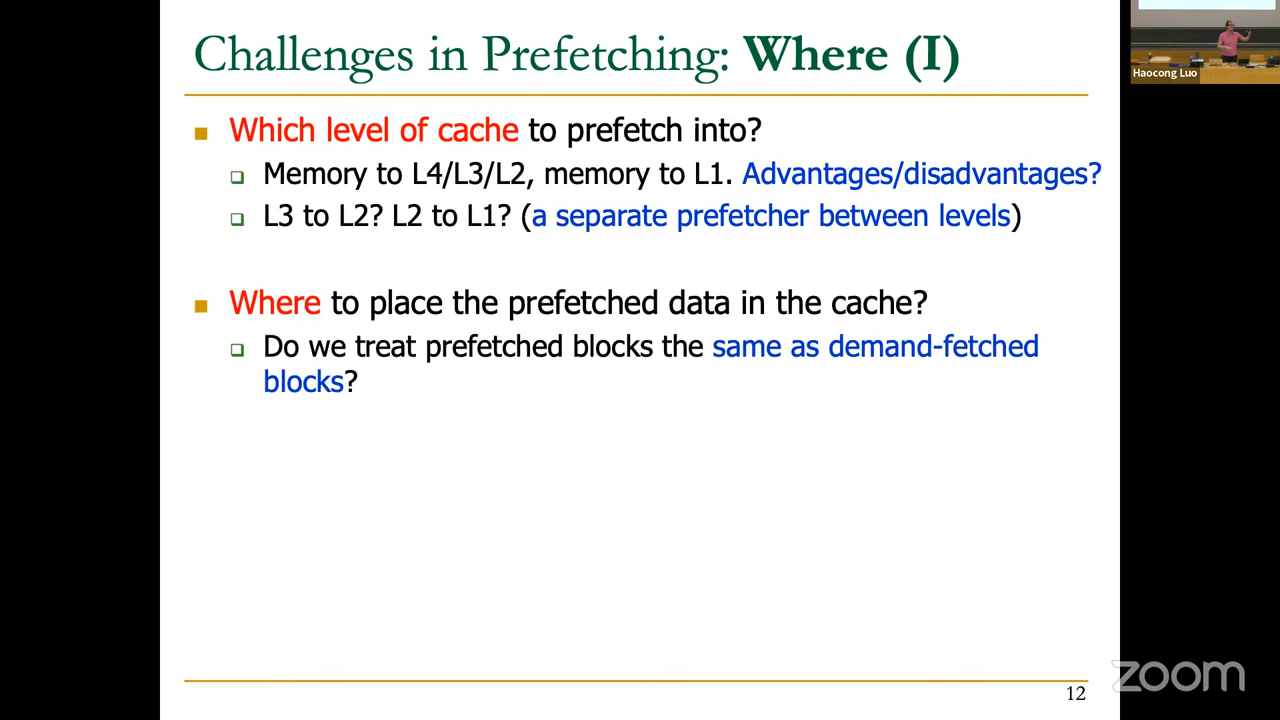 Challenges in Prefetching: Where (I)
Which level of cache to prefetch into?
Memory to L4/L3/L2, memory to L1. Advantages/disadvantages?
L3 to L2? L2 to L1? (a separate prefetcher between levels)
Where to place the prefetched data in the cache?
Do we treat prefetched blocks the same as demand-fetched
blocks?
12
Haocong Luo
zoom